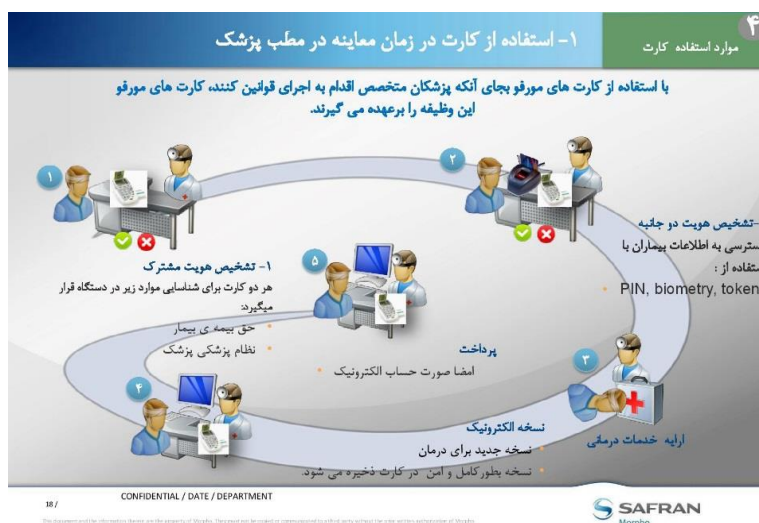 ۴
موارد استفاده کارت
۱- استفاده از کارت در زمان معاینه در مطب پزشک
با استفاده از کارت های مورفو بجای آنکه پزشکان متخصص اقدام به اجرای قوانین کنند، کارت های مورفو
این وظیفه را برعهده می گیرند.
۱
۲
-تشخیص هویت دو جانبه
سترسی به اطلاعات بیماران با
ستفاده از :
• PIN, biometry, token
۱- تشخیص هویت مشترک
هر دو کارت برای شناسایی موارد زیر در دستگاه قرار
میگیرد:
• حق بیمه ی بیمار
• نظام پزشکی پزشک
۵
پرداخت
• امضا صورت حساب الکترونیک
۳
ارایه خدمات درمانی
۴
نسخه الکترونیک
• نسخه جدید برای درمان
• نسخه بطور کامل و امن در کارت ذخیره می شود.
18 /
CONFIDENTIAL / DATE / DEPARTMENT
SAFRAN
Morpho